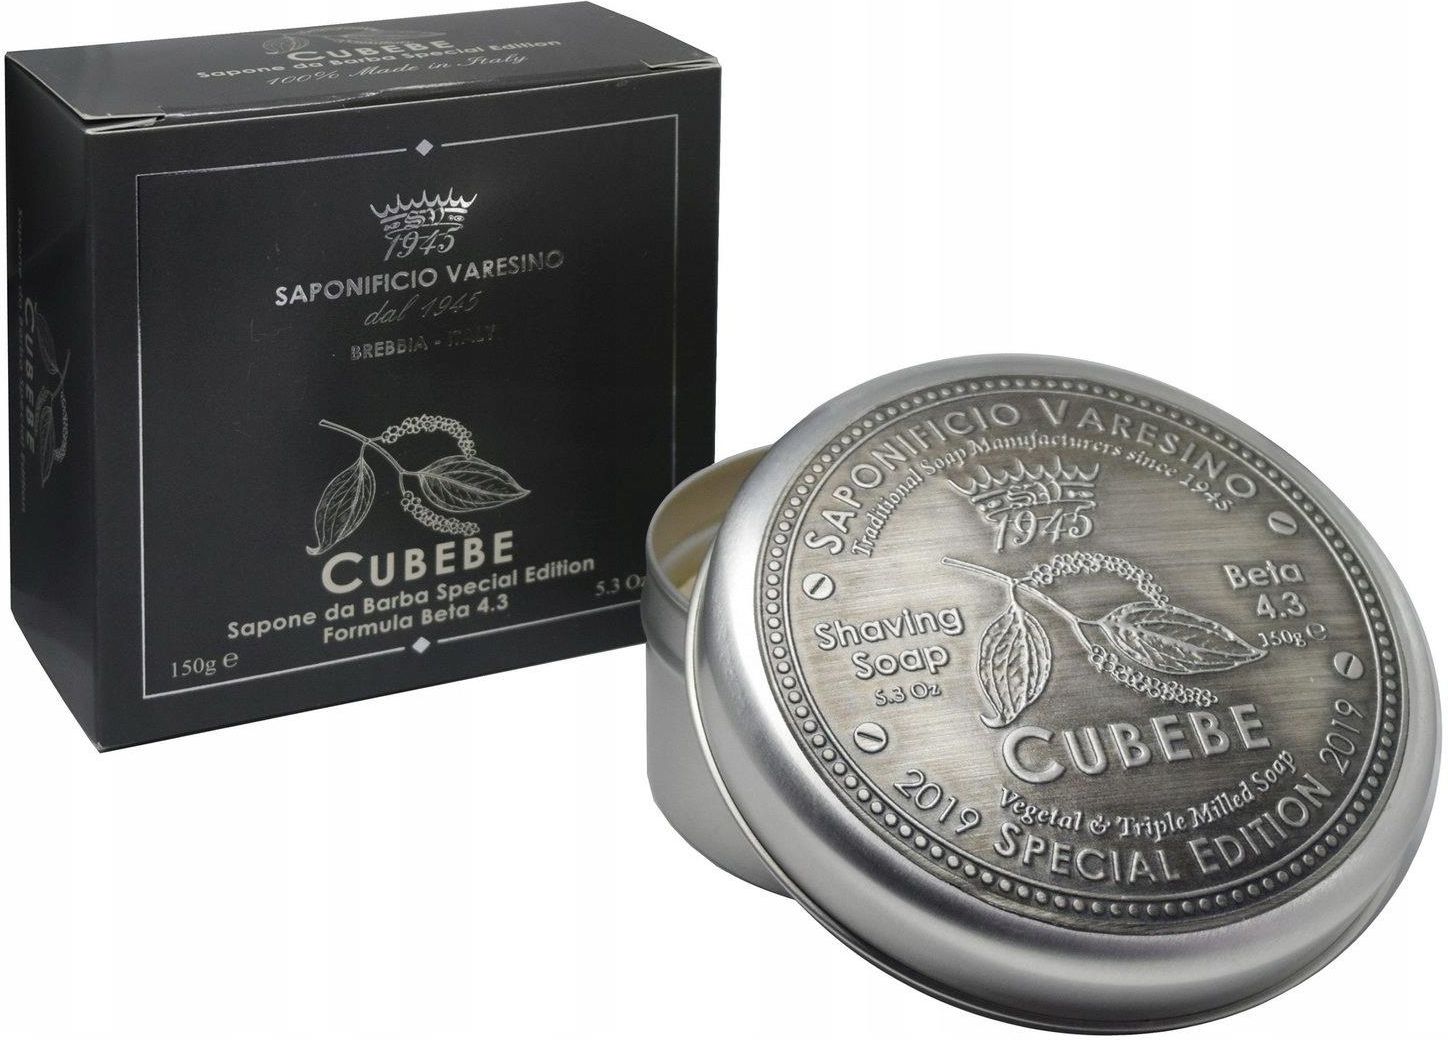 CUBEBE
Sapone da Barba Special Edition
100% Made in Italy
SV
1945
SAPONIFICIO VARESINO
dal 1945
BREBBIA - ITALY
CUBEBE
Sapone da Barba Special Edition
Formula Beta 4.3
150g e
5.3 Oz
CUBEBE
SAPONIFICIO VARESINO
Traditional Soap Manufacturers since 1945
SV
1945
Shaving
Soap
5.3 Oz
Beta
4.3
150g e
CUBEBE
Vegetal & Triple Milled Soap
2019 SPECIAL EDITION 2019